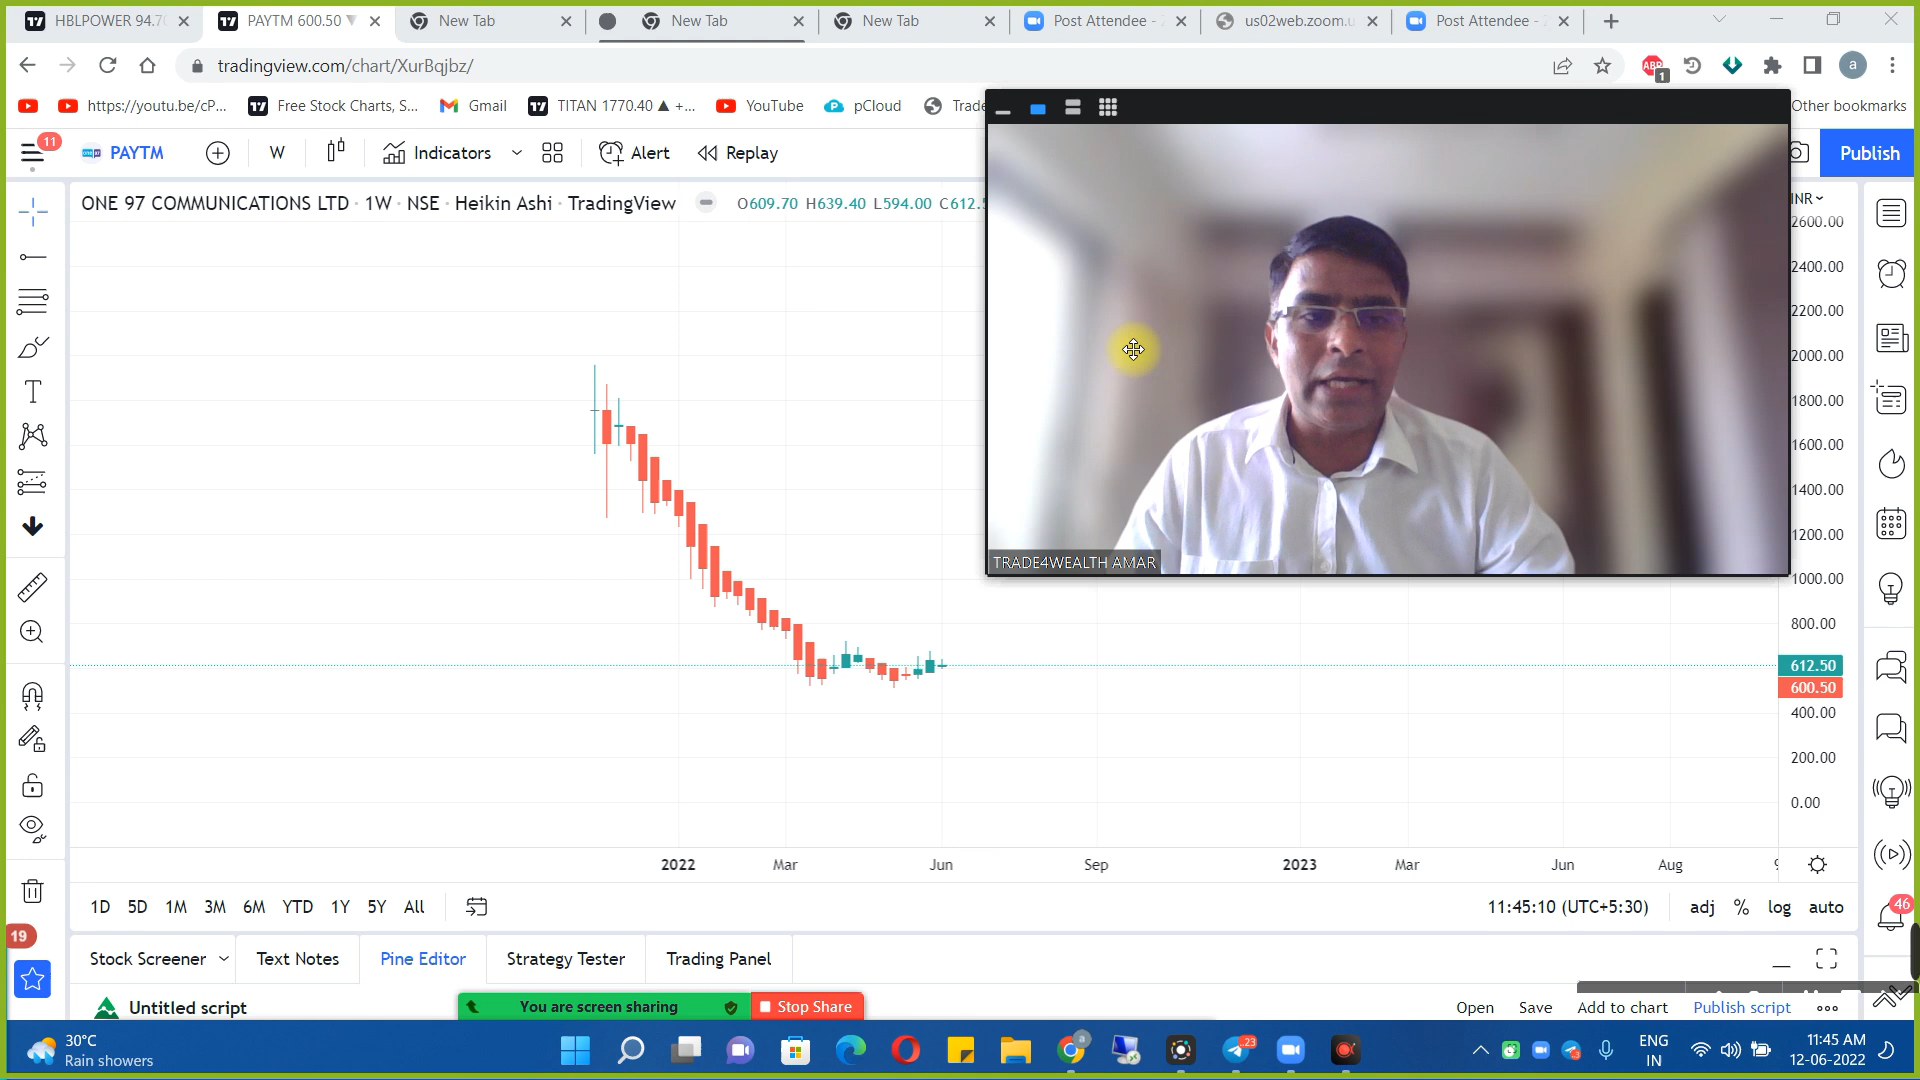 HBLPOWER 94.7
PAYTM 600.50 ▼
New Tab
New Tab
New Tab
Post Attendee -
us02web.zoom.u
Post Attendee -
tradingview.com/chart/XurBqjbz/
ABP
1
a
https://youtu.be/cP...
Free Stock Charts, S...
Gmail
TITAN 1770.40 ▲ +...
YouTube
pCloud
Trade
Other bookmarks
11
PAYTM
W
Indicators
Alert
Replay
Publish
ONE 97 COMMUNICATIONS LTD · 1W · NSE · Heikin Ashi · TradingView
O609.70 H639.40 L594.00 C612.5
INR
2600.00
2400.00
2200.00
2000.00
1800.00
1600.00
1400.00
1200.00
1000.00
800.00
612.50
600.50
400.00
200.00
0.00
TRADE4WEALTH AMAR
2022 Mar Jun Sep 2023 Mar Jun Aug
1D 5D 1M 3M 6M YTD 1Y 5Y All
11:45:10 (UTC+5:30) adj % log auto
46
19
Stock Screener Text Notes Pine Editor Strategy Tester Trading Panel
Untitled script
You are screen sharing
Stop Share
Open Save Add to chart Publish script
30°C
Rain showers
a
23
3
ENG
IN
11:45 AM
12-06-2022